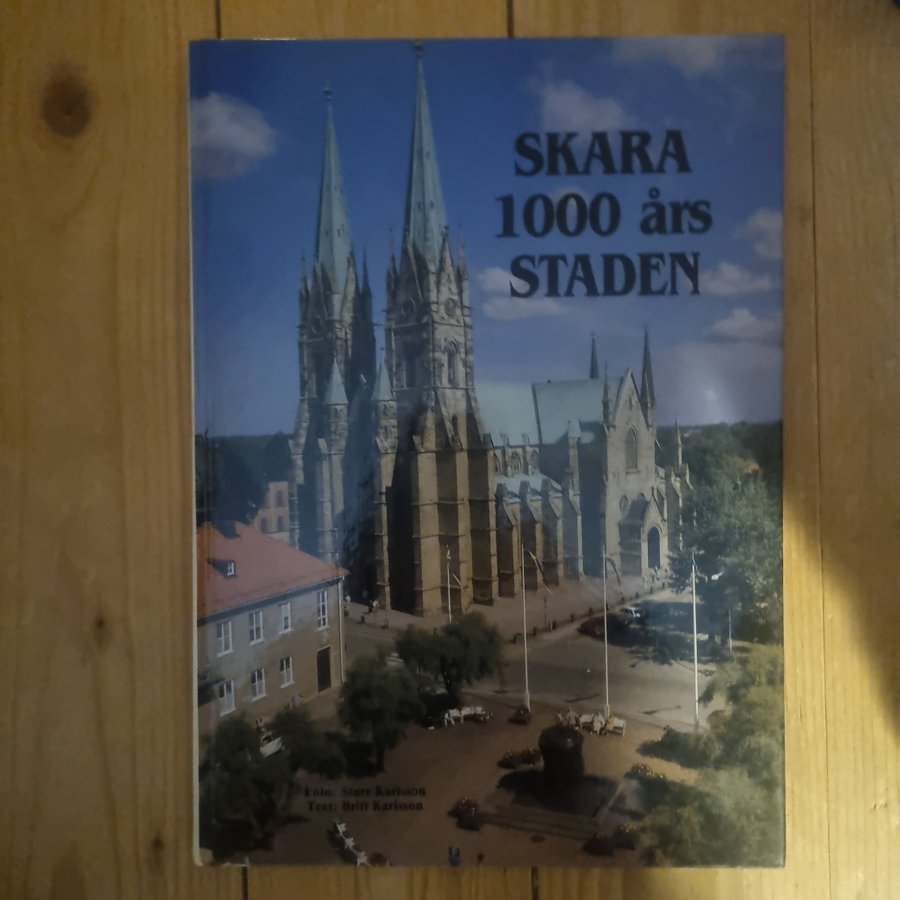 SKARA
1000 års
STADEN
Foto: Sture Karlsson
Text: Britt Karlsson